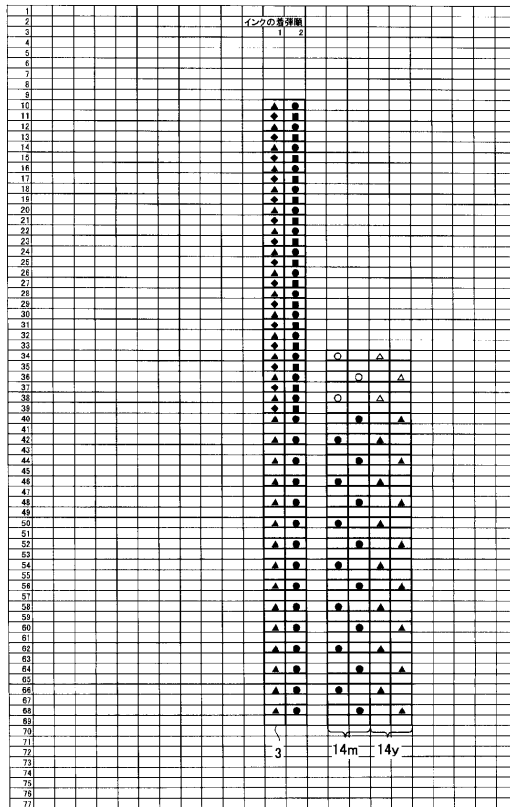 1
2 インクの着弾順
3 1 2
4
5
6
7
8
9
10 ▲ ●
11 ◆ ■
12 ▲ ●
13 ◆ ■
14 ▲ ●
15 ◆ ■
16 ▲ ●
17 ◆ ■
18 ▲ ●
19 ◆ ■
20 ▲ ●
21 ◆ ■
22 ▲ ●
23 ◆ ■
24 ▲ ●
25 ◆ ■
26 ▲ ●
27 ◆ ■
28 ▲ ●
29 ◆ ■
30 ▲ ●
31 ◆ ■
32 ▲ ●
33 ◆ ■
34 ▲ ● ○ △
35 ◆ ■
36 ▲ ● ○ △
37 ◆ ■
38 ▲ ● ○ △
39 ◆ ■
40 ▲ ● ● ▲
41
42 ▲ ● ● ▲
43
44 ▲ ● ● ▲
45
46 ▲ ● ● ▲
47
48 ▲ ● ● ▲
49
50 ▲ ● ● ▲
51
52 ▲ ● ● ▲
53
54 ▲ ● ● ▲
55
56 ▲ ● ● ▲
57
58 ▲ ● ● ▲
59
60 ▲ ● ● ▲
61
62 ▲ ● ● ▲
63
64 ▲ ● ● ▲
65
66 ▲ ● ● ▲
67
68 ▲ ● ● ▲
69
70
71
72 3 14m 14y
73
74
75
76
77